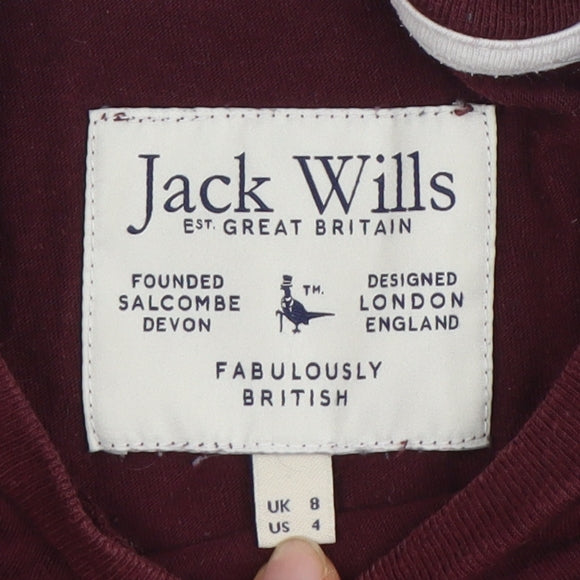 Jack Wills
EST. GREAT BRITAIN
FOUNDED
SALCOMBE
DEVON
TM.
DESIGNED
LONDON
ENGLAND
FABULOUSLY
BRITISH
UK 8
US 4